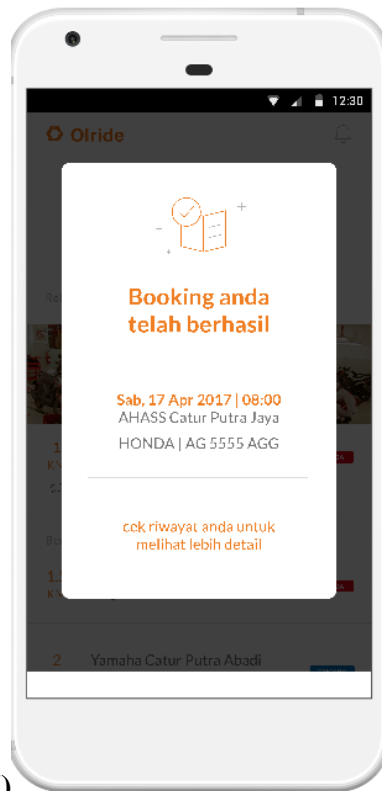 12:30
Olride
Booking anda
telah berhasil
Sab, 17 Apr 2017 | 08:00
AHASS Catur Putra Jaya
HONDA | AG 5555 AGG
cek riwayat anda untuk
melihat lebih detail
2 Yamaha Catur Putra Abadi